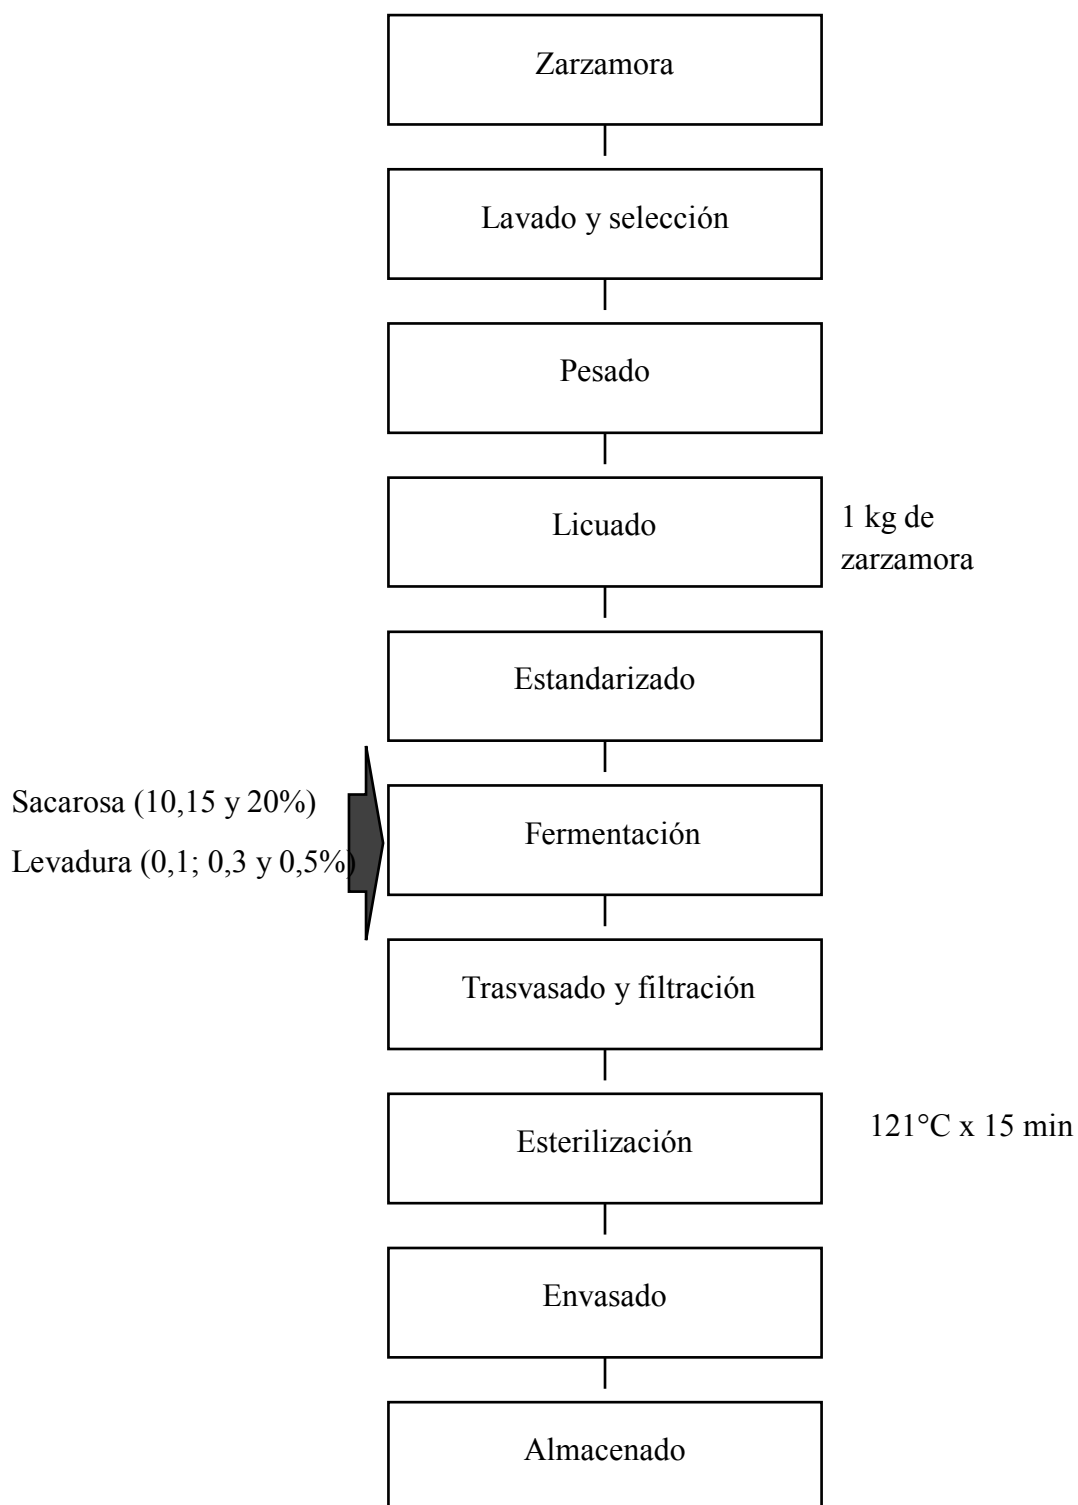 Zarzamora
Lavado y selección
Pesado
Licuado
1 kg de
zarzamora
Estandarizado
Sacarosa (10,15 y 20%)
Levadura (0,1; 0,3 y 0,5%)
Fermentación
Trasvasado y filtración
Esterilización
121°C x 15 min
Envasado
Almacenado